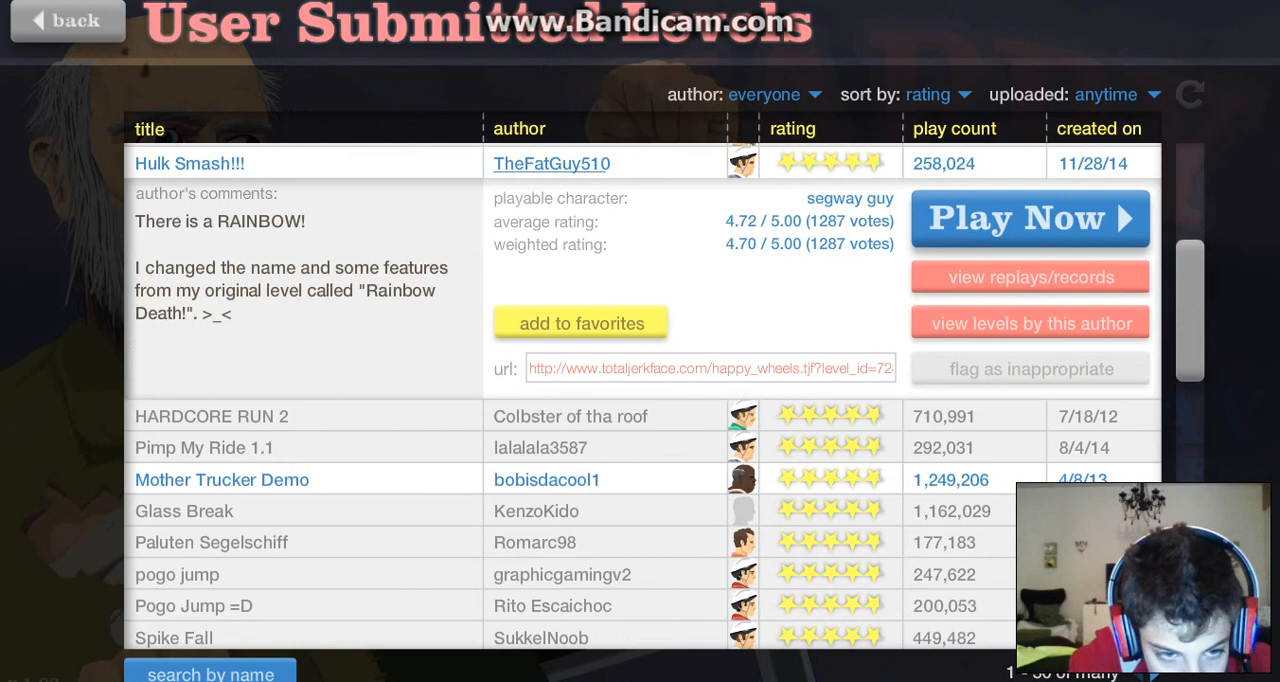 back
User Submitted Levels
www.Bandicam.com
author: everyone sort by: rating uploaded: anytime
title author rating play count created on
Hulk Smash!!! TheFatGuy510 258,024 11/28/14
author's comments:
There is a RAINBOW!
I changed the name and some features
from my original level called "Rainbow
Death!". >_<
playable character: segway guy
average rating: 4.72 / 5.00 (1287 votes)
weighted rating: 4.70 / 5.00 (1287 votes)
add to favorites
url: http://www.totaljerkface.com/happy_wheels.tjf?level_id=72
Play Now
view replays/records
view levels by this author
flag as inappropriate
HARDCORE RUN 2 Colbster of tha roof 710,991 7/18/12
Pimp My Ride 1.1 lalalala3587 292,031 8/4/14
Mother Trucker Demo bobisdacool1 1,249,206 4/8/13
Glass Break KenzoKido 1,162,029
Paluten Segelschiff Romarc98 177,183
pogo jump graphicgamingv2 247,622
Pogo Jump =D Rito Escaichoc 200,053
Spike Fall SukkelNoob 449,482
search by name
1 - 50 of many